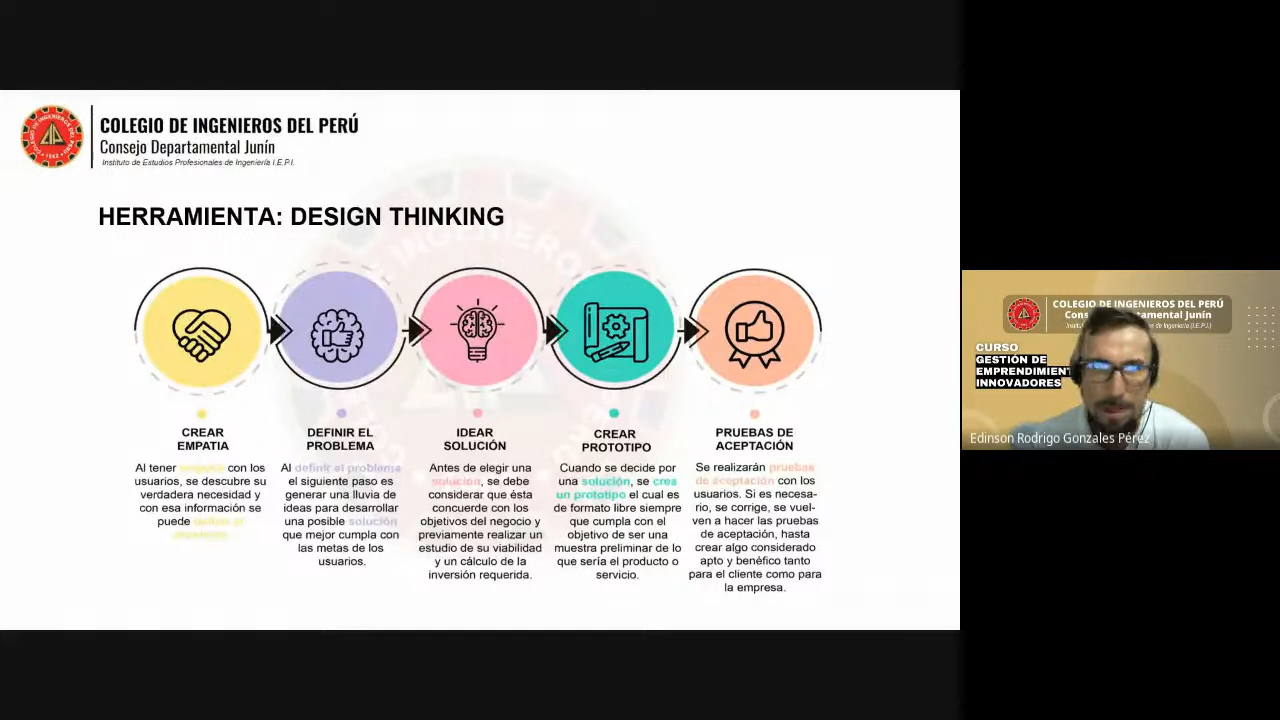 COLEGIO DE INGENIEROS DEL PERÚ
Consejo Departamental Junín
Instituto de Estudios Profesionales de Ingeniería I.E.P.I.
HERRAMIENTA: DESIGN THINKING
CREAR
EMPATIA
Al tener empatía con los
usuarios, se descubre su
verdadera necesidad y
con esa información se
puede definir el
DEFINIR EL
PROBLEMA
Al definir el problema
el siguiente paso es
generar una lluvia de
ideas para desarrollar
una posible solución
que mejor cumpla con
las metas de los
usuarios.
IDEAR
SOLUCIÓN
Antes de elegir una
solución, se debe
considerar que ésta
concuerde con los
objetivos del negocio y
previamente realizar un
estudio de su viabilidad
y un cálculo de la
inversión requerida.
CREAR
PROTOTIPO
Cuando se decide por
una solución, se crea
un prototipo el cual es
de formato libre siempre
que cumpla con el
objetivo de ser una
muestra preliminar de lo
que sería el producto o
servicio.
PRUEBAS DE
ACEPTACIÓN
Se realizarán pruebas
de aceptación con los
usuarios. Si es necesa-
rio, se corrige, se vuel-
ven a hacer las pruebas
de aceptación, hasta
crear algo considerado
apto y benéfico tanto
para el cliente como para
la empresa.
COLEGIO DE INGENIEROS DEL PERÚ
Cons tamental Junín
CURSO
GESTIÓN DE
EMPRENDIMIENT
INNOVADORES
Edinson Rodrigo Gonzales Pérez